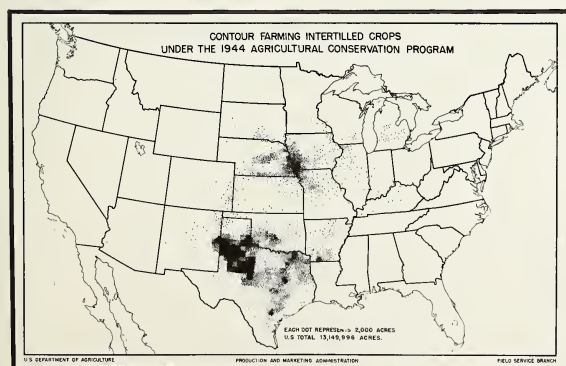 CONTOUR FARMING INTERTILLED CROPS
UNDER THE 1944 AGRICULTURAL CONSERVATION PROGRAM
EACH DOT REPRESENTS 2,000 ACRES
U.S TOTAL 13,149,996 ACRES.
U S DEPARTMENT OF AGRICULTURE PRODUCTION AND MARKETING ADMINISTRATION FIELD SERVICE BRANCH